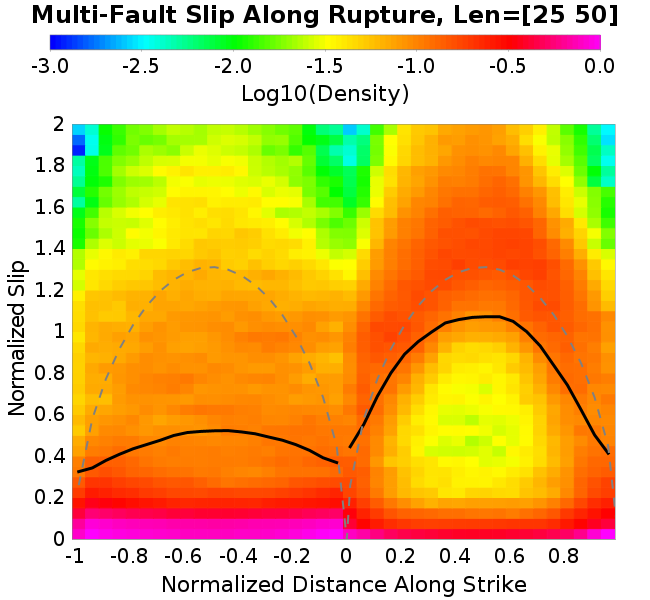 Multi-Fault Slip Along Rupture, Len=[25 50]
-3.0 -2.5 -2.0 -1.5 -1.0 -0.5 0.0
Log10(Density)
2
1.8
1.6
1.4
1.2
1
0.8
0.6
0.4
0.2
0
Normalized Slip
-1 -0.8 -0.6 -0.4 -0.2 0 0.2 0.4 0.6 0.8
Normalized Distance Along Strike